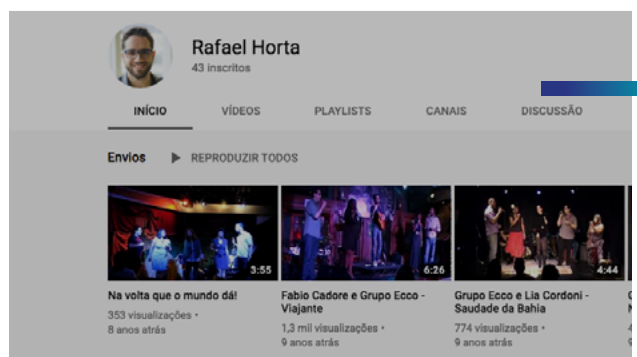 Rafael Horta
43 inscritos
INÍCIO VÍDEOS PLAYLISTS CANAIS DISCUSSÃO
Envios REPRODUZIR TODOS
3:55 6:26 4:44
Na volta que o mundo dá! Fabio Cadore e Grupo Ecco - Grupo Ecco e Lia Cordoni -
Viajante Saudade da Bahia
353 visualizações • 1,3 mil visualizações • 774 visualizações •
8 anos atrás 9 anos atrás 9 anos atrás